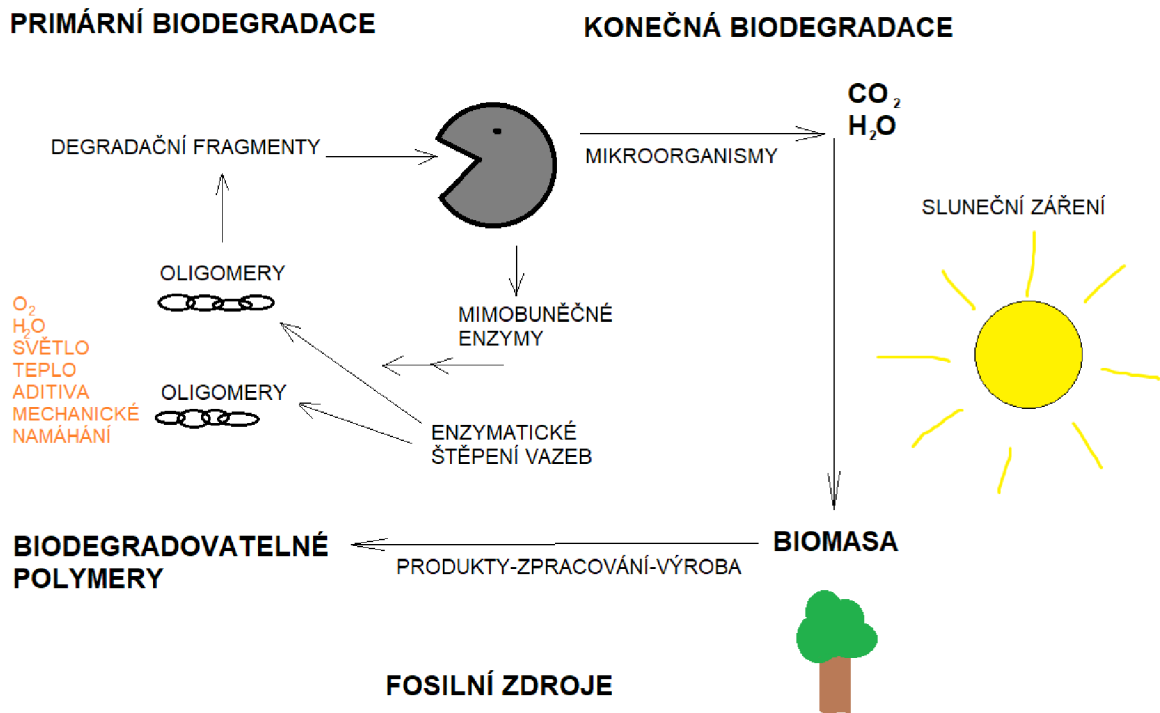 PRIMÁRNÍ BIODEGRADACE
KONEČNÁ BIODEGRADACE
CO₂
H₂O
DEGRADAČNÍ FRAGMENTY
MIKROORGANISMY
SLUNEČNÍ ZÁŘENÍ
OLIGOMERY
MIMOBUNĚČNÉ
ENZYMY
O₂
H₂O
SVĚTLO
TEPLO
ADITIVA
MECHANICKÉ
NAMÁHÁNÍ
OLIGOMERY
ENZYMATICKÉ
ŠTĚPENÍ VAZEB
BIODEGRADOVATELNÉ
POLYMERY
PRODUKTY-ZPRACOVÁNÍ-VÝROBA
BIOMASA
FOSILNÍ ZDROJE